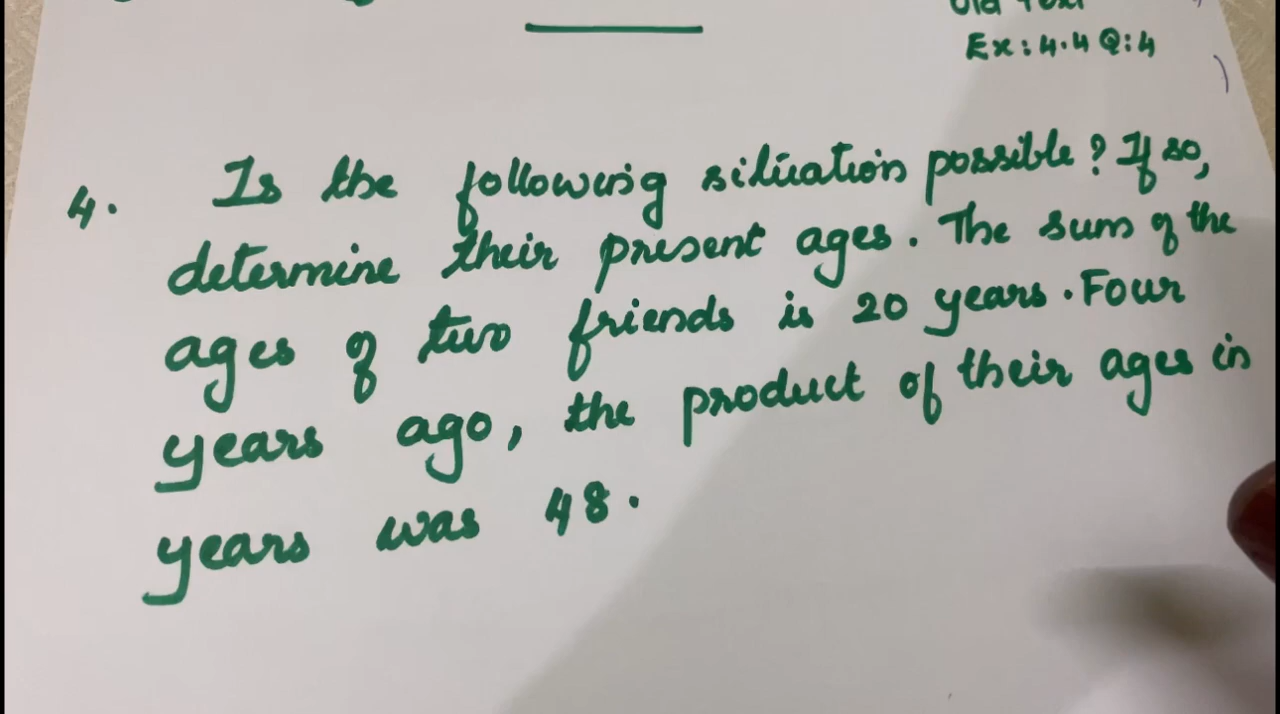 Old Text
Ex: 4.4 Q:4
4. Is the following situation possible? If so,
determine their present ages. The sum of the
ages of two friends is 20 years. Four
years ago, the product of their ages in
years was 48.